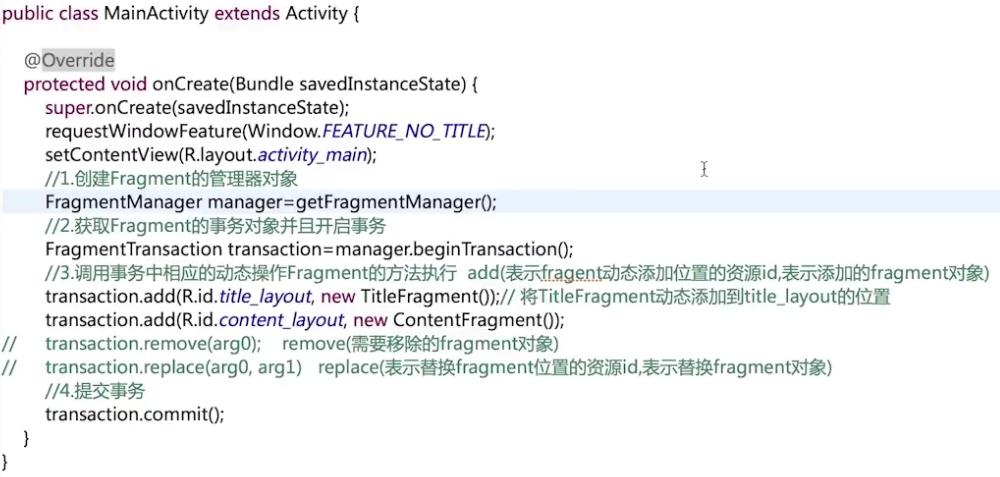 public class MainActivity extends Activity {
@Override
protected void onCreate(Bundle savedInstanceState) {
super.onCreate(savedInstanceState);
requestWindowFeature(Window.FEATURE_NO_TITLE);
setContentView(R.layout.activity_main);
//1.创建Fragment的管理器对象
FragmentManager manager=getFragmentManager();
//2.获取Fragment的事务对象并且开启事务
FragmentTransaction transaction=manager.beginTransaction();
//3.调用事务中相应的动态操作Fragment的方法执行 add(表示fragent动态添加位置的资源id,表示添加的fragment对象)
transaction.add(R.id.title_layout, new TitleFragment());// 将TitleFragment动态添加到title_layout的位置
transaction.add(R.id.content_layout, new ContentFragment());
// transaction.remove(arg0); remove(需要移除的fragment对象)
// transaction.replace(arg0, arg1) replace(表示替换fragment位置的资源id,表示替换fragment对象)
//4.提交事务
transaction.commit();
}
}